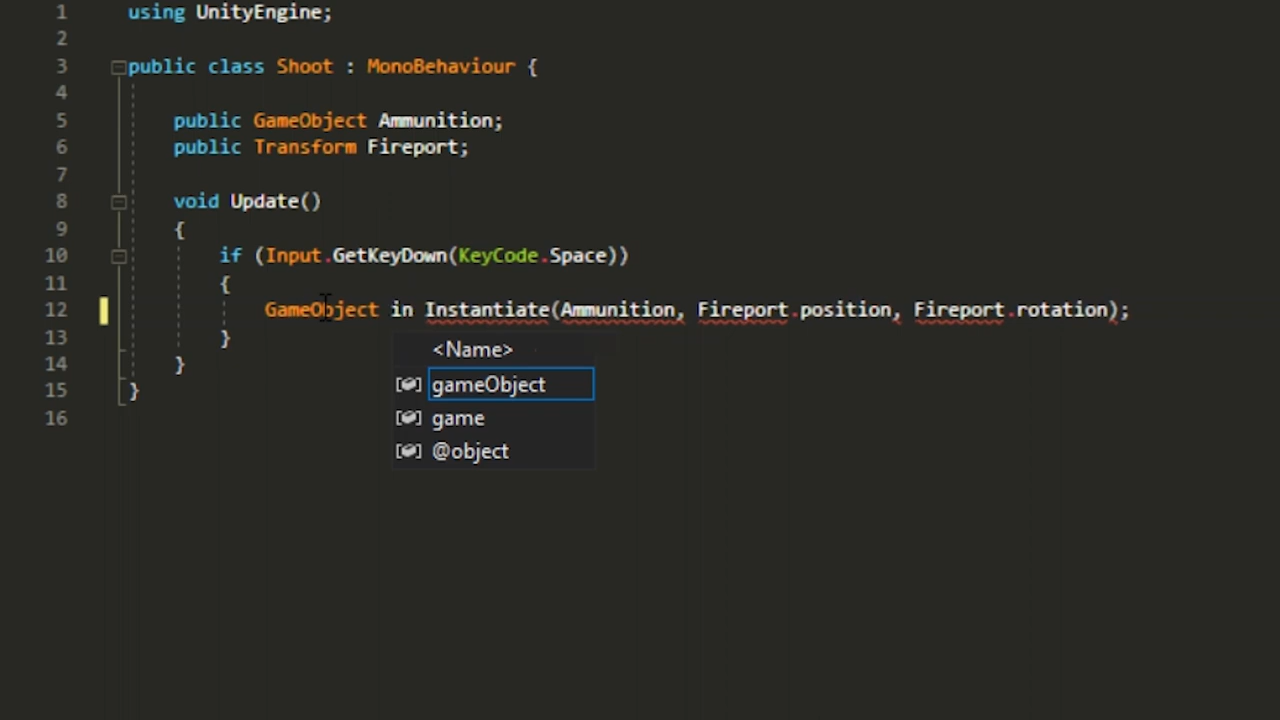 1 using UnityEngine;
2
3 public class Shoot : MonoBehaviour {
4
5 public GameObject Ammunition;
6 public Transform Fireport;
7
8 void Update()
9 {
10 if (Input.GetKeyDown(KeyCode.Space))
11 {
12 GameObject in Instantiate(Ammunition, Fireport.position, Fireport.rotation);
13 }
<Name>
14 }
gameObject
15 }
16
game
@object